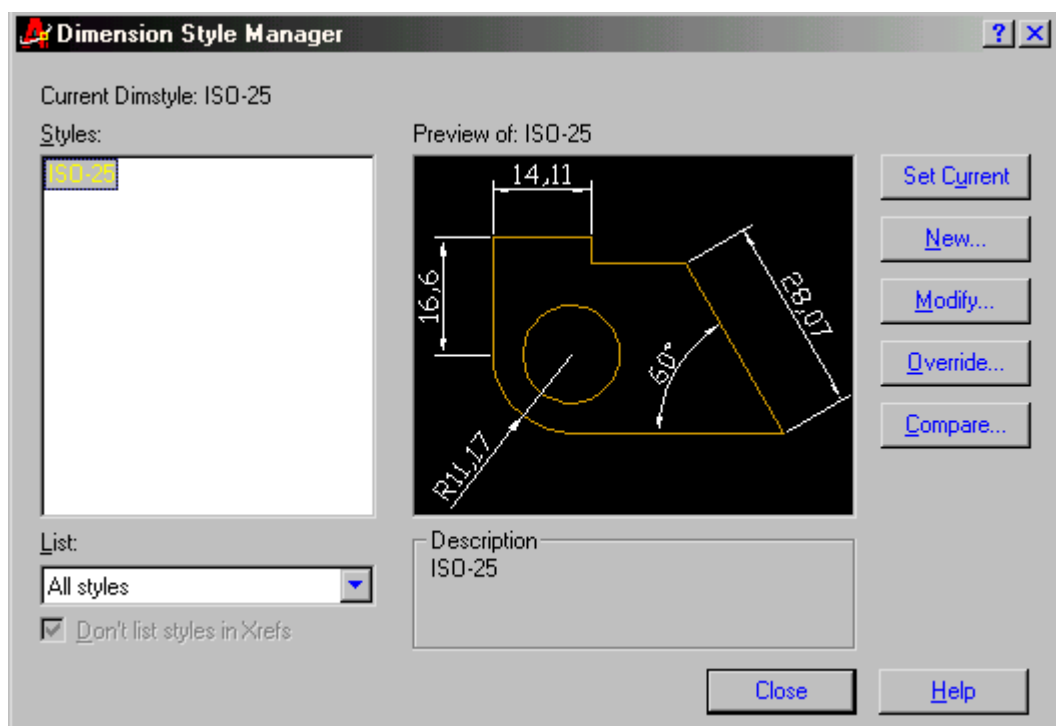 Dimension Style Manager
Current Dimstyle: ISO-25
Styles:
Preview of: ISO-25
ISO-25
14,11
16,6
28,07
60°
R11,17
Set Current
New...
Modify...
Override...
Compare...
List:
All styles
Don't list styles in Xrefs
Description
ISO-25
Close
Help